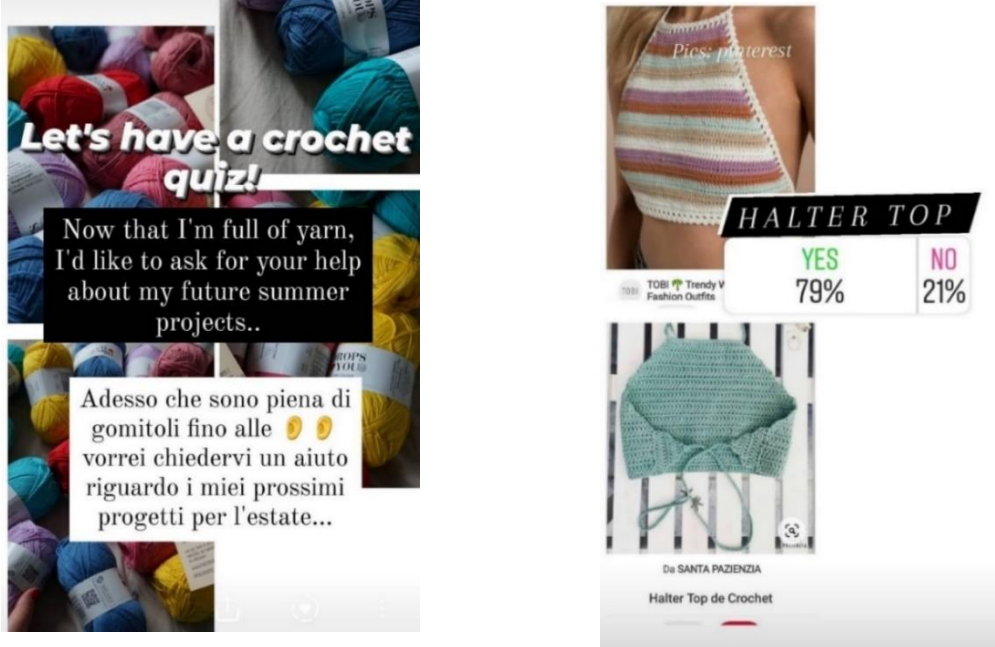 Let's have a crochet
quiz!
Now that I'm full of yarn,
I'd like to ask for your help
about my future summer
projects..
Adesso che sono piena di
gomitoli fino alle 👂 👂
vorrei chiedervi un aiuto
riguardo i miei prossimi
progetti per l'estate...
Pics: pinterest
HALTER TOP
YES NO
79% 21%
TOBI
TOBI 🌳 Trendy
Fashion Outfits
Da SANTA PAZIENZIA
Halter Top de Crochet